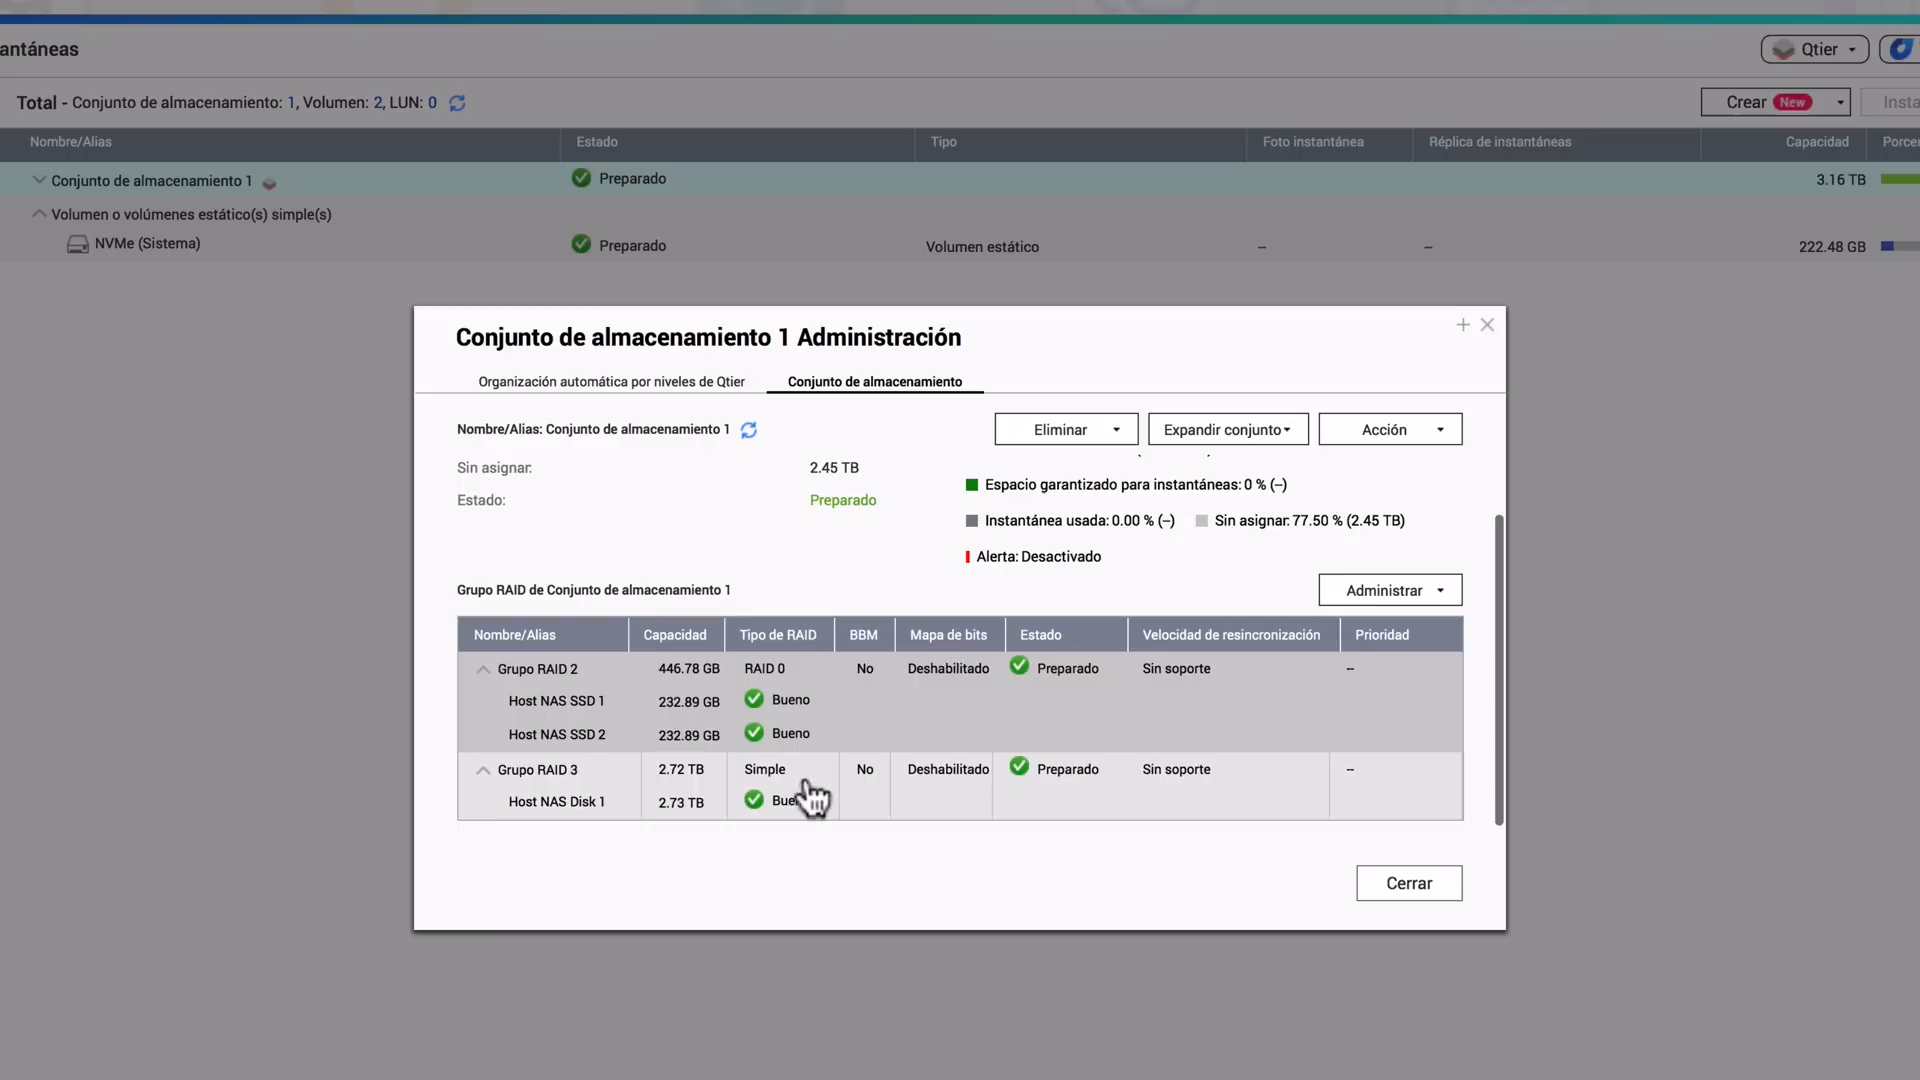 antáneas
Qtier
Total - Conjunto de almacenamiento: 1, Volumen: 2, LUN: 0
Crear New
Insta
Nombre/Alias Estado Tipo Foto instantánea Réplica de instantáneas Capacidad Porcer
Conjunto de almacenamiento 1 Preparado 3.16 TB
Volumen o volúmenes estático(s) simple(s)
NVMe (Sistema) Preparado Volumen estático -- -- 222.48 GB
Conjunto de almacenamiento 1 Administración
Organización automática por niveles de Qtier Conjunto de almacenamiento
Nombre/Alias: Conjunto de almacenamiento 1
Eliminar Expandir conjunto Acción
Sin asignar: 2.45 TB
Estado: Preparado
Espacio garantizado para instantáneas: 0 % (--)
Instantánea usada: 0.00 % (--) Sin asignar: 77.50 % (2.45 TB)
Alerta: Desactivado
Grupo RAID de Conjunto de almacenamiento 1
Administrar
Nombre/Alias Capacidad Tipo de RAID BBM Mapa de bits Estado Velocidad de resincronización Prioridad
Grupo RAID 2 446.78 GB RAID 0 No Deshabilitado Preparado Sin soporte --
Host NAS SSD 1 232.89 GB Bueno
Host NAS SSD 2 232.89 GB Bueno
Grupo RAID 3 2.72 TB Simple No Deshabilitado Preparado Sin soporte --
Host NAS Disk 1 2.73 TB Bue
Cerrar